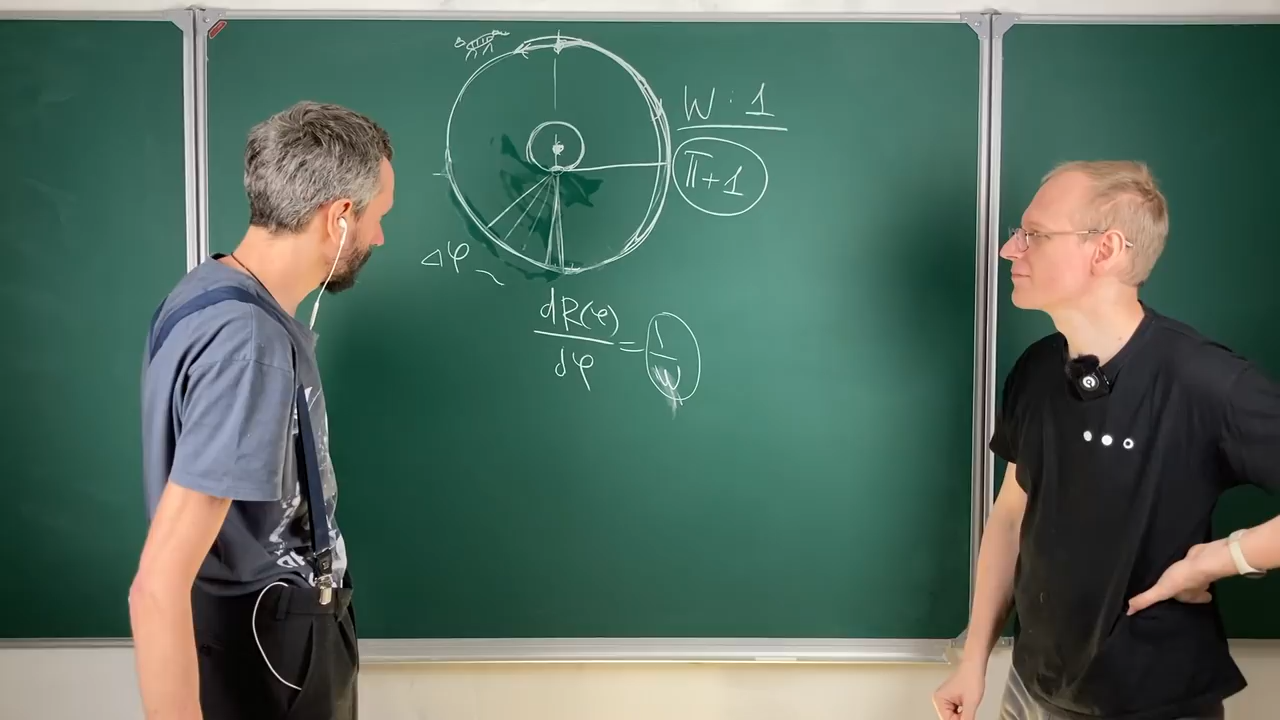 W : 1
π + 1
Δφ ~
dR(φ)
dφ
=
1
W